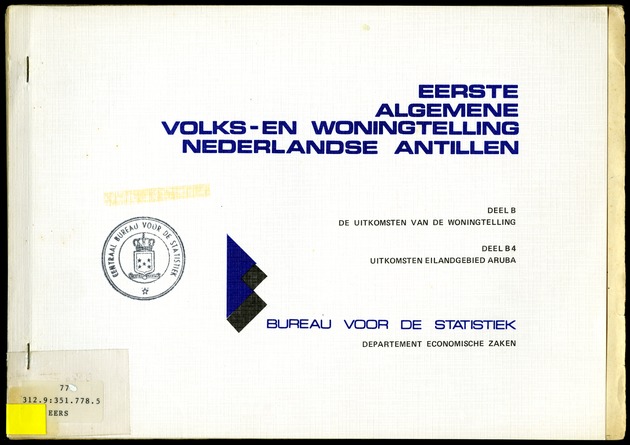 EERSTE
ALGEMENE
VOLKS-EN WONINGTELLING
NEDERLANDSE ANTILLEN
DEEL B
DE UITKOMSTEN VAN DE WONINGTELLING
DEEL B4
UITKOMSTEN EILANDGEBIED ARUBA
CENTRAAL BUREAU VOOR DE STATISTIEK
BUREAU VOOR DE STATISTIEK
DEPARTEMENT ECONOMISCHE ZAKEN
77
312.9:351.778.5
EERS